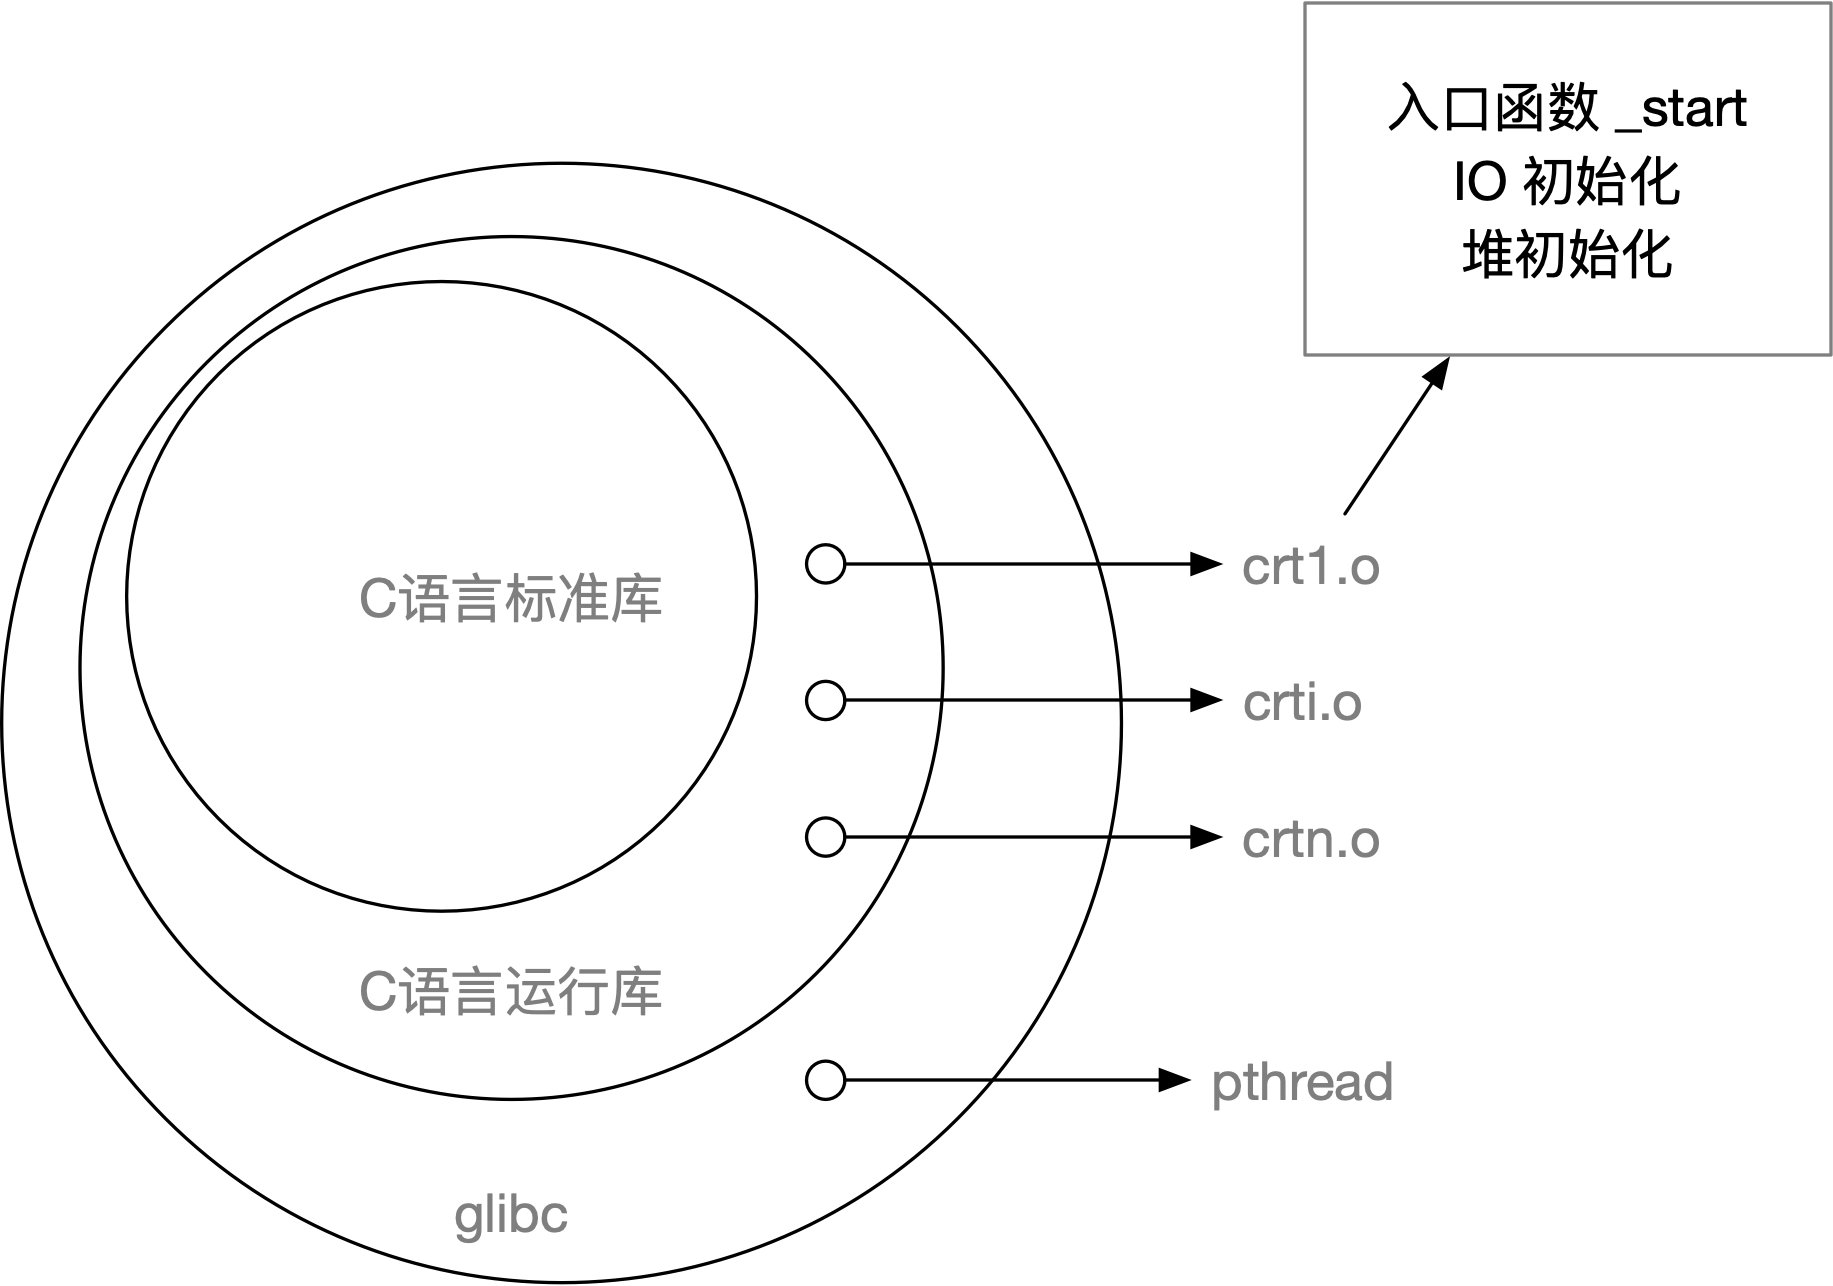 入口函数 _start
IO 初始化
堆初始化
C语言标准库
crt1.o
crti.o
crtn.o
C语言运行库
pthread
glibc